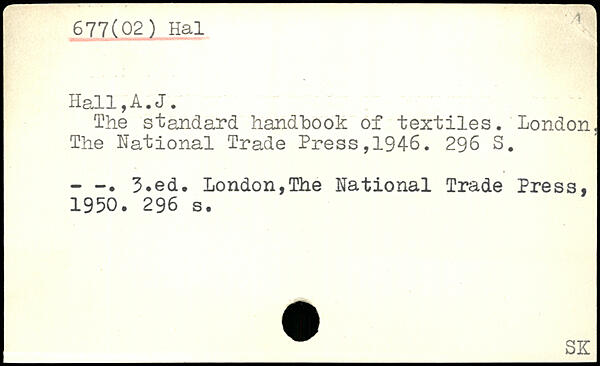 677(02) Hal
Hall,A.J.
The standard handbook of textiles. London,
The National Trade Press,1946. 296 S.
- -. 3.ed. London,The National Trade Press,
1950. 296 s.
SK